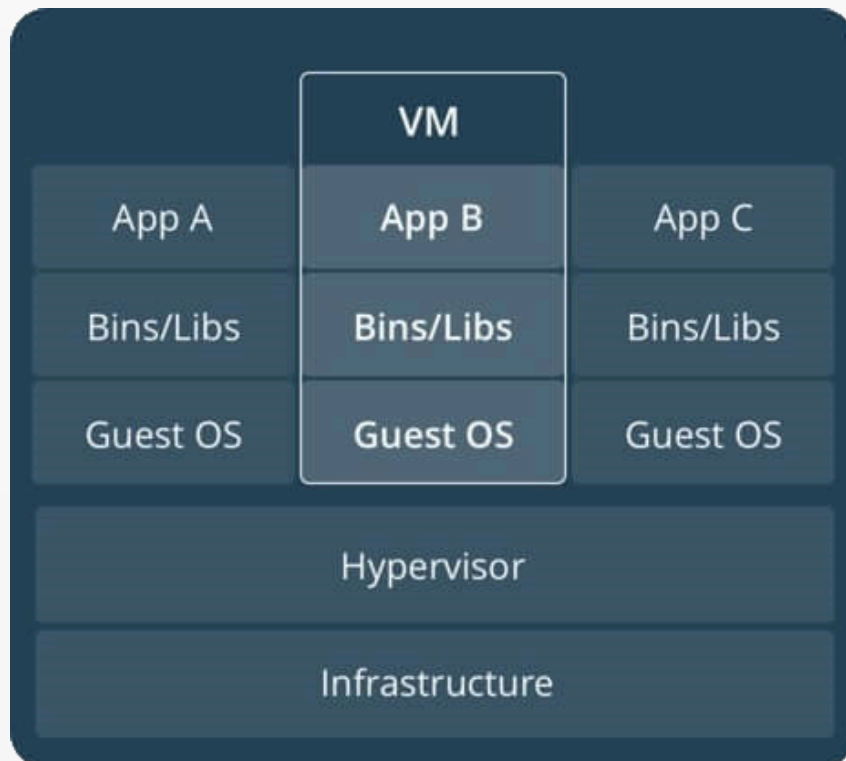 VM
App A App B App C
Bins/Libs Bins/Libs Bins/Libs
Guest OS Guest OS Guest OS
Hypervisor
Infrastructure